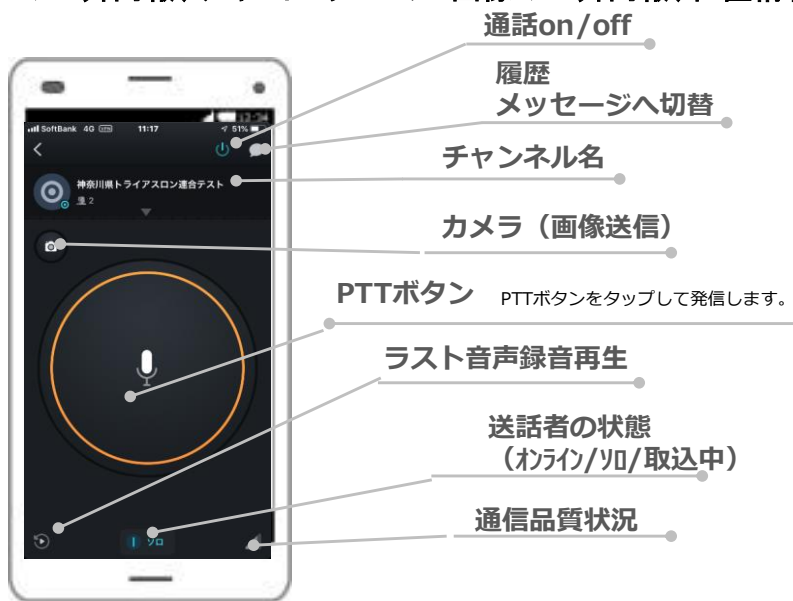 通話on/off
履歴
メッセージへ切替
チャンネル名
カメラ（画像送信）
PTTボタン PTTボタンをタップして発信します。
ラスト音声録音再生
送話者の状態
（ｵﾝﾗｲﾝ/ｿﾛ/取込中）
通信品質状況
SoftBank 4G 11:17 51%
神奈川県トライアスロン連合テスト
2
ソロ